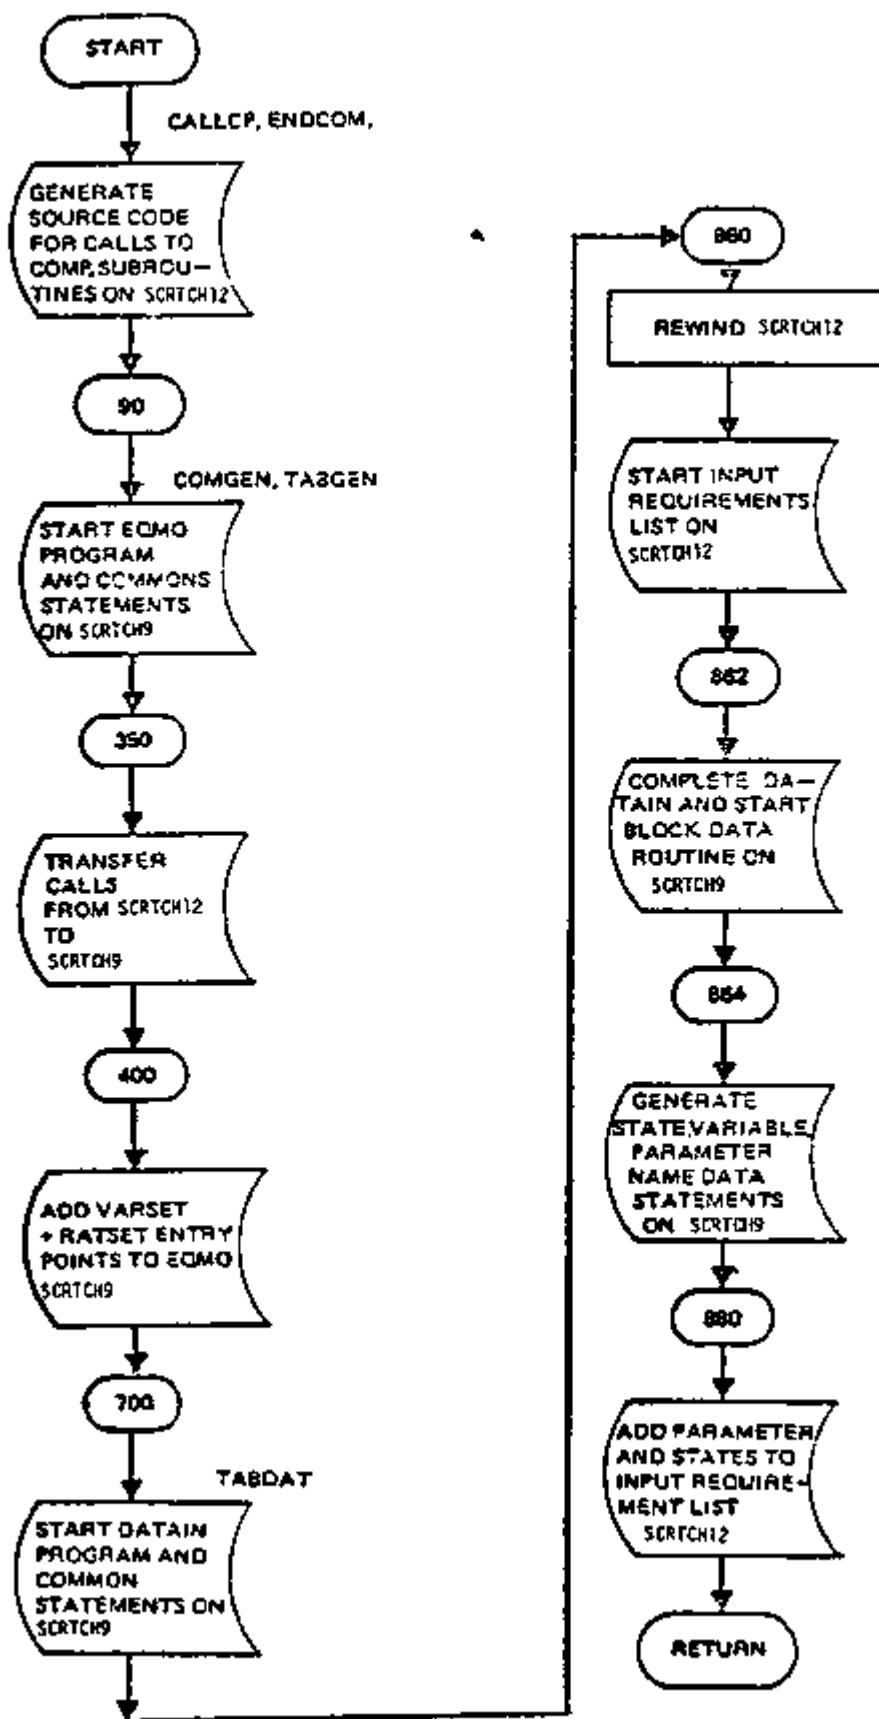 START
CALLCP, ENDCOM,
GENERATE
SOURCE CODE
FOR CALLS TO
COMP. SUBROU-
TINES ON SCRTCH12
90
COMGEN, TABGEN
START EQMO
PROGRAM
AND COMMONS
STATEMENTS
ON SCRTCH9
350
TRANSFER
CALLS
FROM SCRTCH12
TO
SCRTCH9
400
ADD VARSET
+ RATSET ENTRY
POINTS TO EQMO
SCRTCH9
700
TABDAT
START DATAIN
PROGRAM AND
COMMON
STATEMENTS ON
SCRTCH9
860
REWIND SCRTCH12
START INPUT
REQUIREMENTS
LIST ON
SCRTCH12
862
COMPLETE DA-
TAIN AND START
BLOCK DATA
ROUTINE ON
SCRTCH9
864
GENERATE
STATE, VARIABLE,
PARAMETER
NAME DATA
STATEMENTS
ON SCRTCH9
880
ADD PARAMETER
AND STATES TO
INPUT REQUIRE-
MENT LIST
SCRTCH12
RETURN